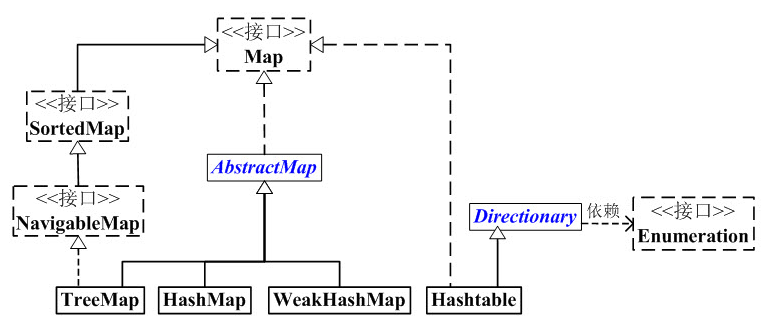 <<接口>>
Map
<<接口>>
SortedMap
AbstractMap
<<接口>>
NavigableMap
Directionary
依赖
<<接口>>
Enumeration
TreeMap
HashMap
WeakHashMap
Hashtable